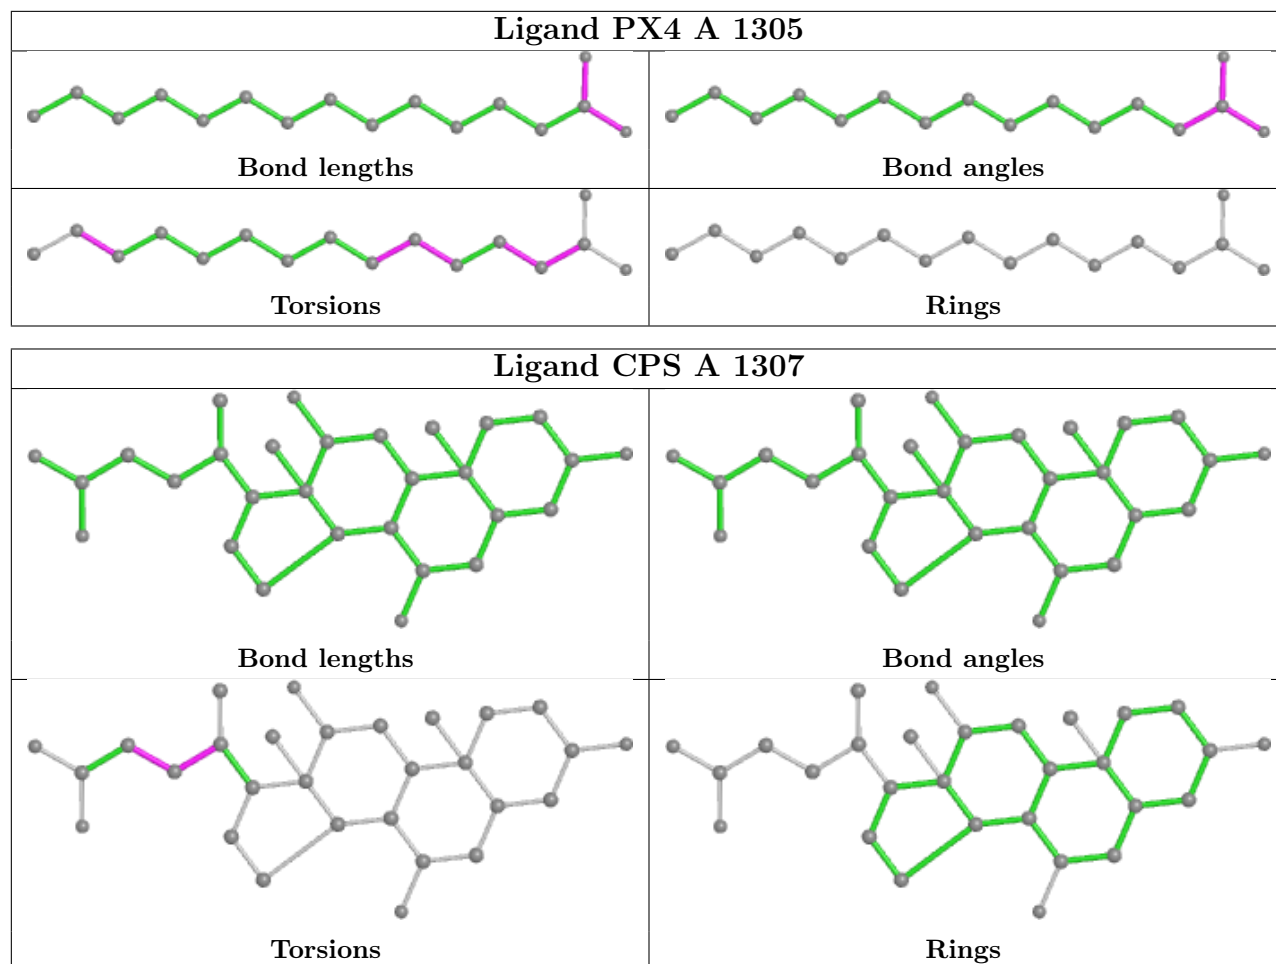 Ligand PX4 A 1305
Bond lengths
Bond angles
Torsions
Rings
Ligand CPS A 1307
Bond lengths
Bond angles
Torsions
Rings